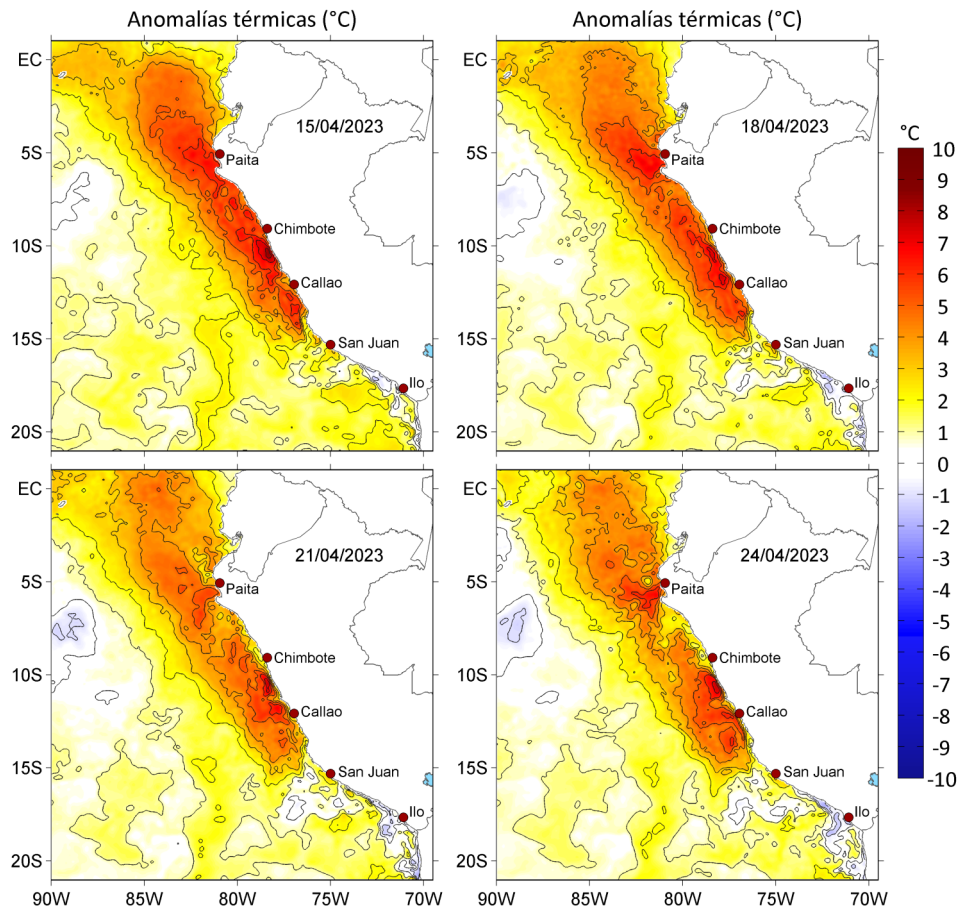 Anomalías térmicas (°C)
Anomalías térmicas (°C)
EC
5S
10S
15S
20S
15/04/2023
Paita
Chimbote
Callao
San Juan
Ilo
EC
5S
10S
15S
20S
18/04/2023
Paita
Chimbote
Callao
San Juan
Ilo
EC
5S
10S
15S
20S
21/04/2023
Paita
Chimbote
Callao
San Juan
Ilo
90W 85W 80W 75W 70W
EC
5S
10S
15S
20S
24/04/2023
Paita
Chimbote
Callao
San Juan
Ilo
90W 85W 80W 75W 70W
°C
10
9
8
7
6
5
4
3
2
1
0
-1
-2
-3
-4
-5
-6
-7
-8
-9
-10